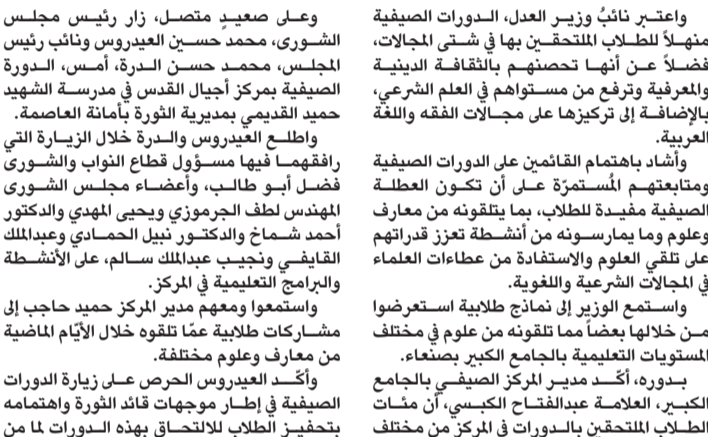 واعتبر نائبُ وزير العدل، الدورات الصيفية
منهلاً للطلاب الملتحقين بها في شتى المجالات،
فضلاً عن أنها تحصنهم بالثقافة الدينية
والمعرفية وترفع من مستواهم في العلم الشرعي،
بالإضافة إلى تركيزها على مجالات الفقه واللغة
العربية.
وأشاد باهتمام القائمين على الدورات الصيفية
ومتابعتهم المُستمرّة على أن تكون العطلة
الصيفية مفيدة للطلاب، بما يتلقونه من معارف
وعلوم وما يمارسونه من أنشطة تعزز قدراتهم
على تلقي العلوم والاستفادة من عطاءات العلماء
في المجالات الشرعية واللغوية.
واستمع الوزير إلى نماذج طلابية استعرضوا
من خلالها بعضاً مما تلقونه من علوم في مختلف
المستويات التعليمية بالجامع الكبير بصنعاء.
بدوره، أكّد مدير المركز الصيفي بالجامع
الكبير، العلامة عبدالفتاح الكبسي، أن مئات
الطلاب الملتحقين بالدورات في المركز من مختلف
وعلى صعيدٍ متصل، زار رئيس مجلس
الشورى، محمد حسين العيدروس ونائب رئيس
المجلس، محمد حسن الدرة، أمس، الدورة
الصيفية بمركز أجيال القدس في مدرسة الشهيد
حميد القديمي بمديرية الثورة بأمانة العاصمة.
واطلع العيدروس والدرة خلال الزيارة التي
رافقهما فيها مسؤول قطاع النواب والشورى
فضل أبو طالب، وأعضاء مجلس الشورى
المهندس لطف الجرموزي ويحيى المهدي والدكتور
أحمد شماخ والدكتور نبيل الحمادي وعبدالملك
القايفي ونجيب عبدالملك سالم، على الأنشطة
والبرامج التعليمية في المركز.
واستمعوا ومعهم مدير المركز حميد حاجب إلى
مشاركات طلابية عمّا تلقوه خلال الأيّام الماضية
من معارف وعلوم مختلفة.
وأكّد العيدروس الحرص على زيارة الدورات
الصيفية في إطار موجهات قائد الثورة واهتمامه
بتحفيز الطلاب للالتحاق بهذه الدورات لما من